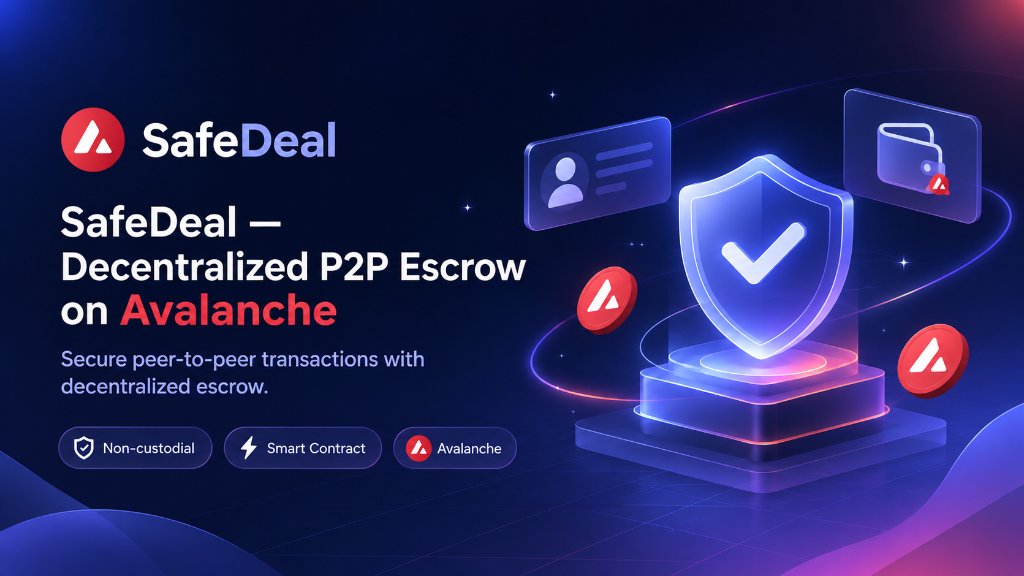 SafeDeal
SafeDeal —
Decentralized P2P Escrow
on Avalanche
Secure peer-to-peer transactions with
decentralized escrow.
Non-custodial
Smart Contract
Avalanche